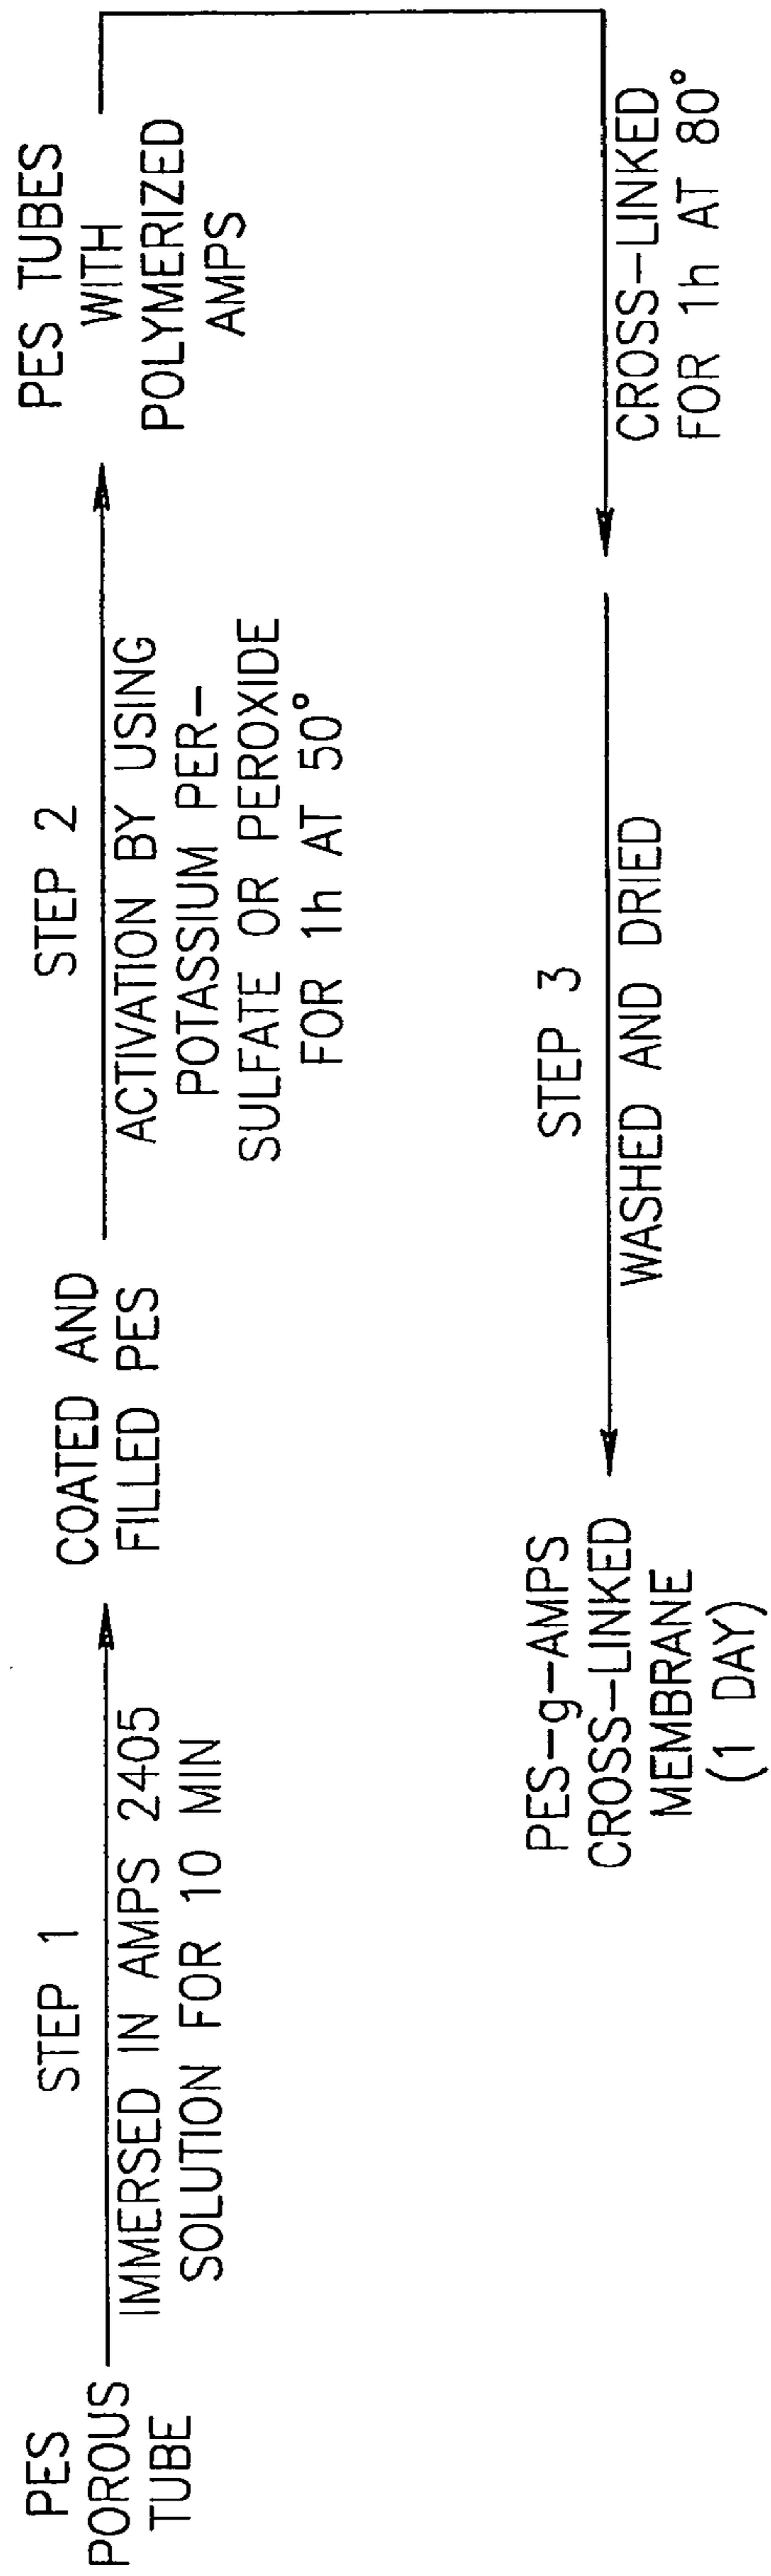 PES
POROUS
TUBE
STEP 1
IMMERSED IN AMPS 2405
SOLUTION FOR 10 MIN
COATED AND
FILLED PES
STEP 2
ACTIVATION BY USING
POTASSIUM PER-
SULFATE OR PEROXIDE
FOR 1h AT 50°
PES TUBES
WITH
POLYMERIZED
AMPS
CROSS-LINKED
FOR 1h AT 80°
STEP 3
WASHED AND DRIED
PES-g-AMPS
CROSS-LINKED
MEMBRANE
(1 DAY)